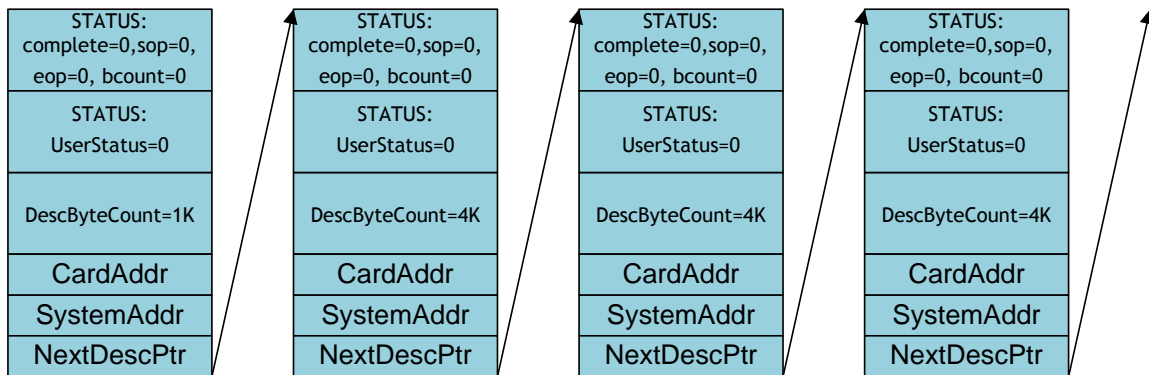 STATUS:
complete=0,sop=0,
eop=0, bcount=0
STATUS:
UserStatus=0
DescByteCount=1K
CardAddr
SystemAddr
NextDescPtr
STATUS:
complete=0,sop=0,
eop=0, bcount=0
STATUS:
UserStatus=0
DescByteCount=4K
CardAddr
SystemAddr
NextDescPtr
STATUS:
complete=0,sop=0,
eop=0, bcount=0
STATUS:
UserStatus=0
DescByteCount=4K
CardAddr
SystemAddr
NextDescPtr
STATUS:
complete=0,sop=0,
eop=0, bcount=0
STATUS:
UserStatus=0
DescByteCount=4K
CardAddr
SystemAddr
NextDescPtr